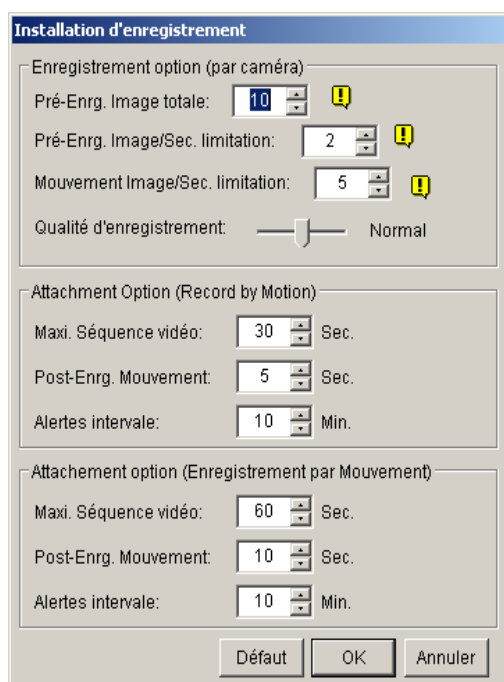 Installation d'enregistrement
Enregistrement option (par caméra)
Pré-Enrg. Image totale: 10
Pré-Enrg. Image/Sec. limitation: 2
Mouvement Image/Sec. limitation: 5
Qualité d'enregistrement: Normal
Attachment Option (Record by Motion)
Maxi. Séquence vidéo: 30 Sec.
Post-Enrg. Mouvement: 5 Sec.
Alertes intervale: 10 Min.
Attachement option (Enregistrement par Mouvement)
Maxi. Séquence vidéo: 60 Sec.
Post-Enrg. Mouvement: 10 Sec.
Alertes intervale: 10 Min.
Défaut OK Annuler